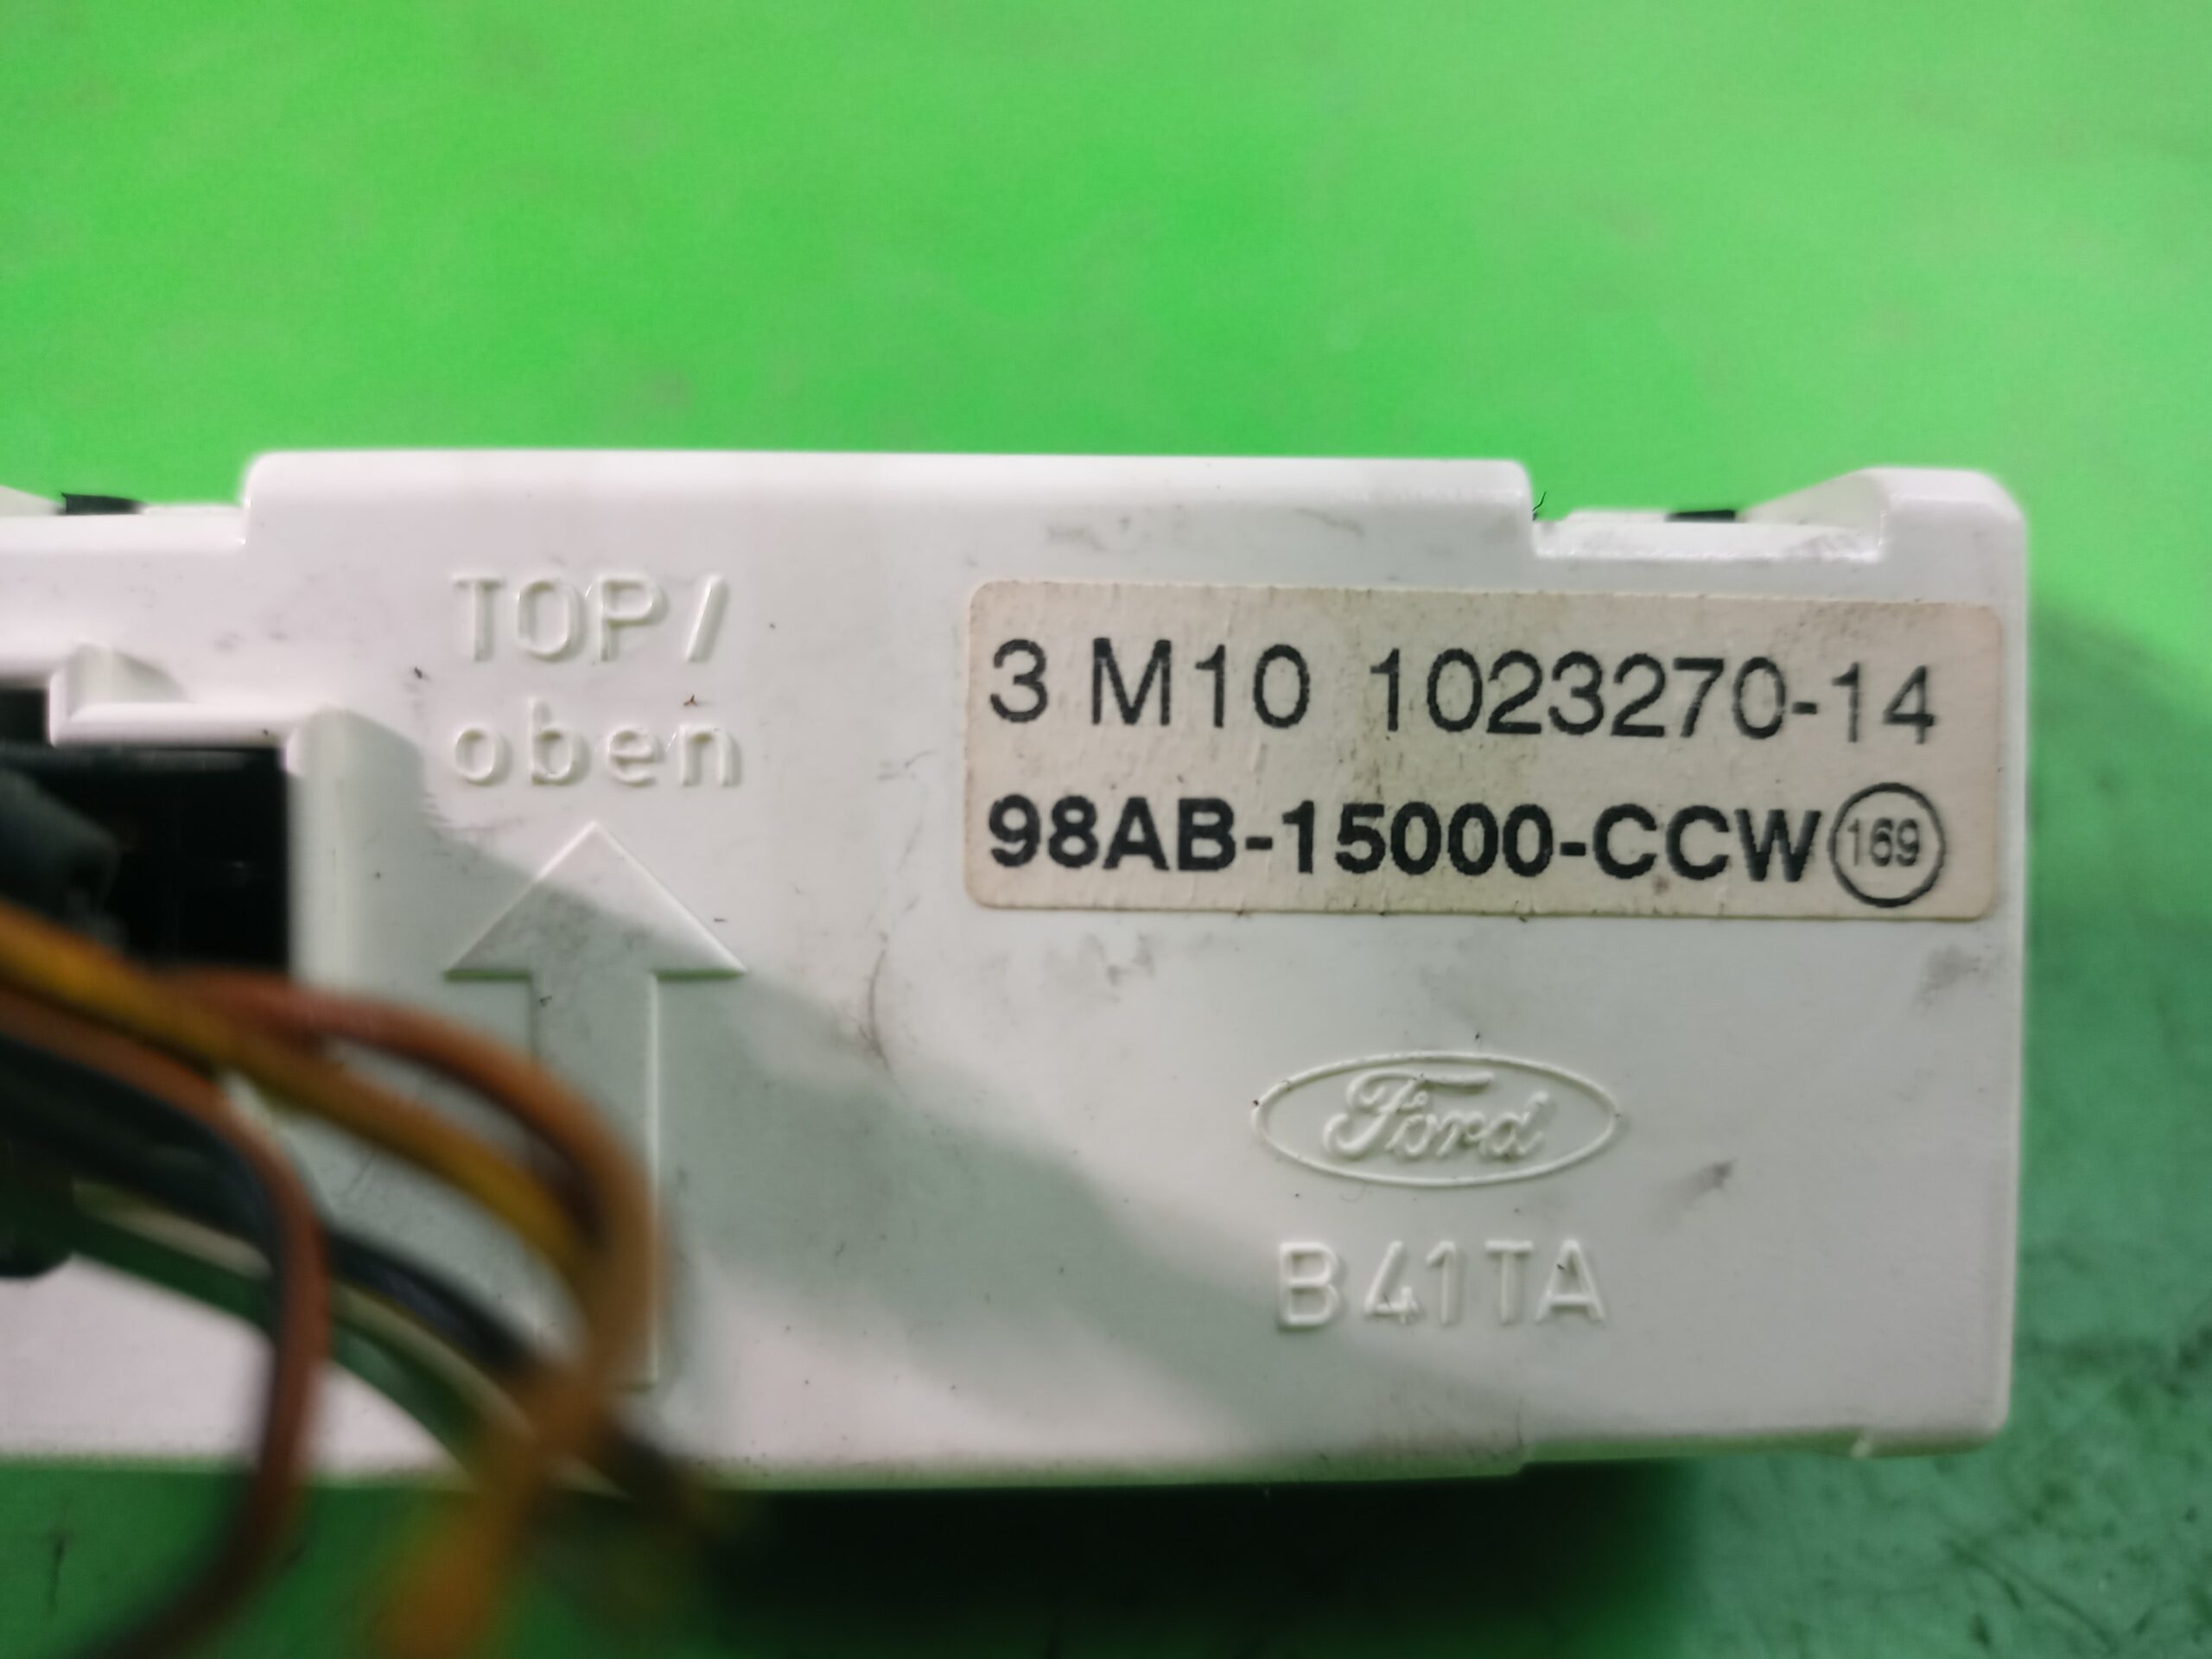 TOP/
oben
3 M10 1023270-14
98AB-15000-CCW 169
Ford
B41TA